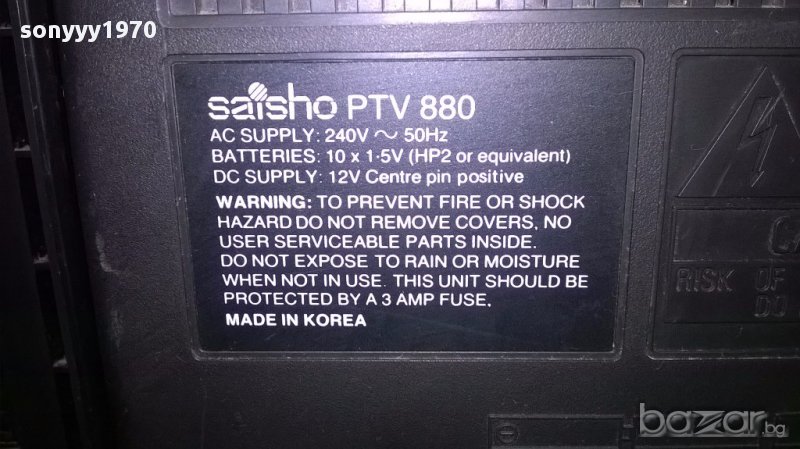 sonyyy1970
saisho PTV 880
AC SUPPLY: 240V ~ 50Hz
BATTERIES: 10 x 1·5V (HP2 or equivalent)
DC SUPPLY: 12V Centre pin positive
WARNING: TO PREVENT FIRE OR SHOCK
HAZARD DO NOT REMOVE COVERS, NO
USER SERVICEABLE PARTS INSIDE.
DO NOT EXPOSE TO RAIN OR MOISTURE
WHEN NOT IN USE. THIS UNIT SHOULD BE
PROTECTED BY A 3 AMP FUSE.
MADE IN KOREA
CA
RISK OF
DO
bazar.bg